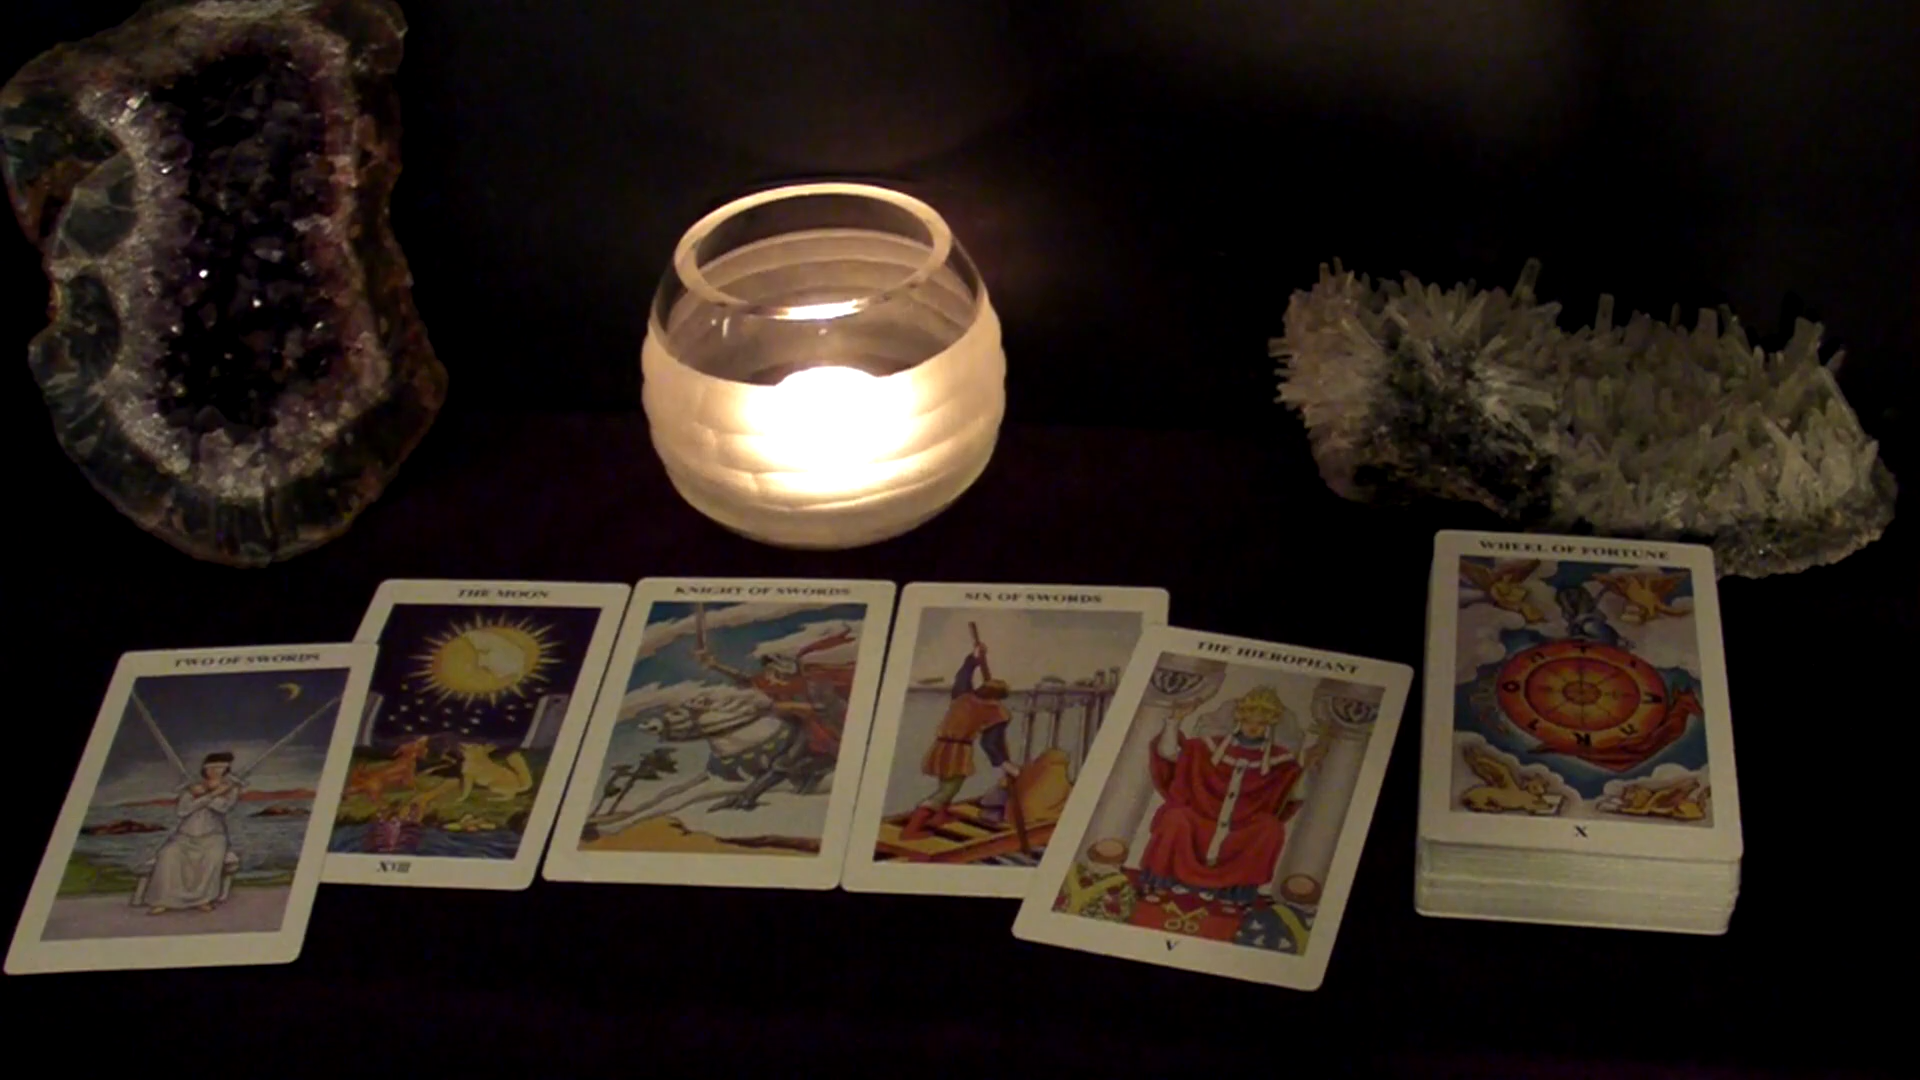 TWO OF SWORDS
THE MOON
XVIII
KNIGHT OF SWORDS
SIX OF SWORDS
THE HIEROPHANT
V
WHEEL OF FORTUNE
X